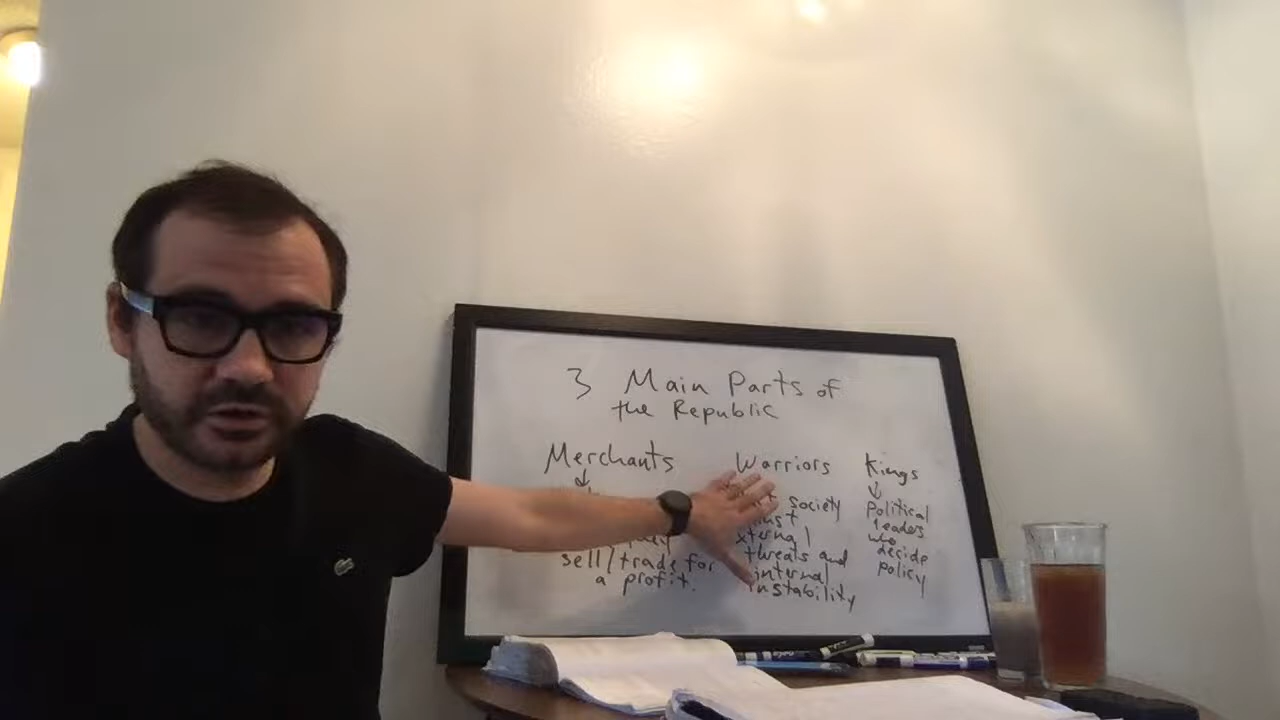 3 Main Parts of
the Republic
Merchants
sell/trade for
a profit.
Warriors
society
threats and
internal
instability
Kings
Political
leaders
who
decide
policy